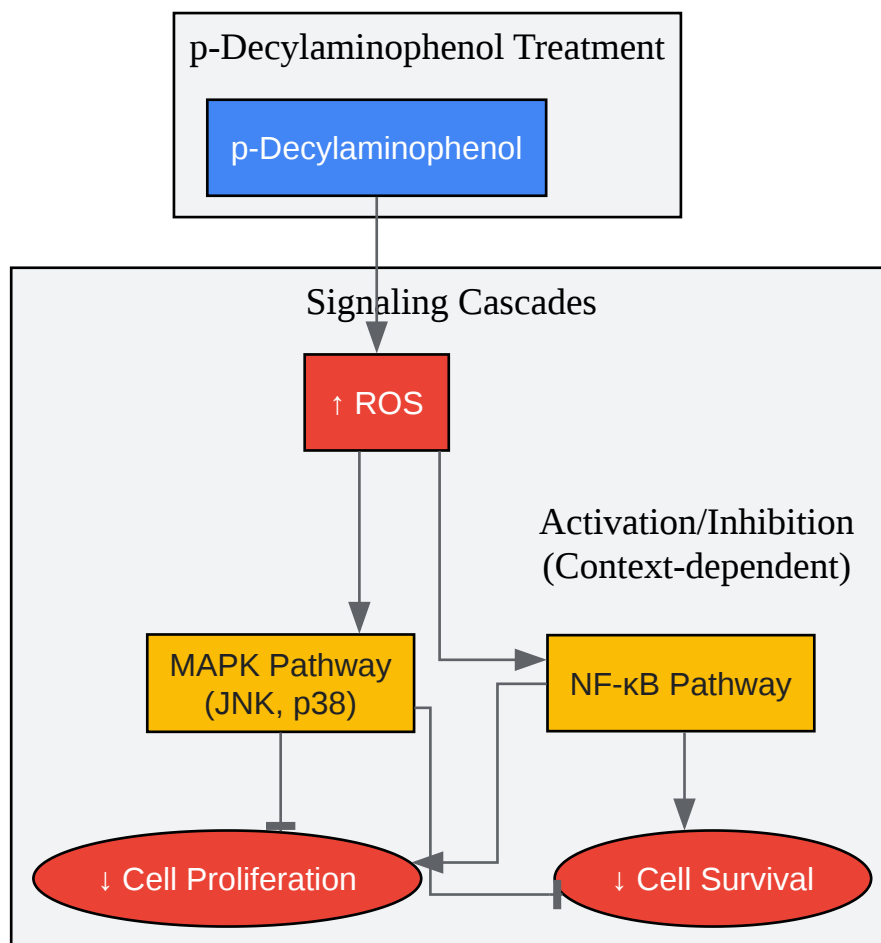 p-Decylaminophenol Treatment
p-Decylaminophenol
Signaling Cascades
↑ ROS
Activation/Inhibition
(Context-dependent)
MAPK Pathway
(JNK, p38)
NF-κB Pathway
↓ Cell Proliferation
↓ Cell Survival